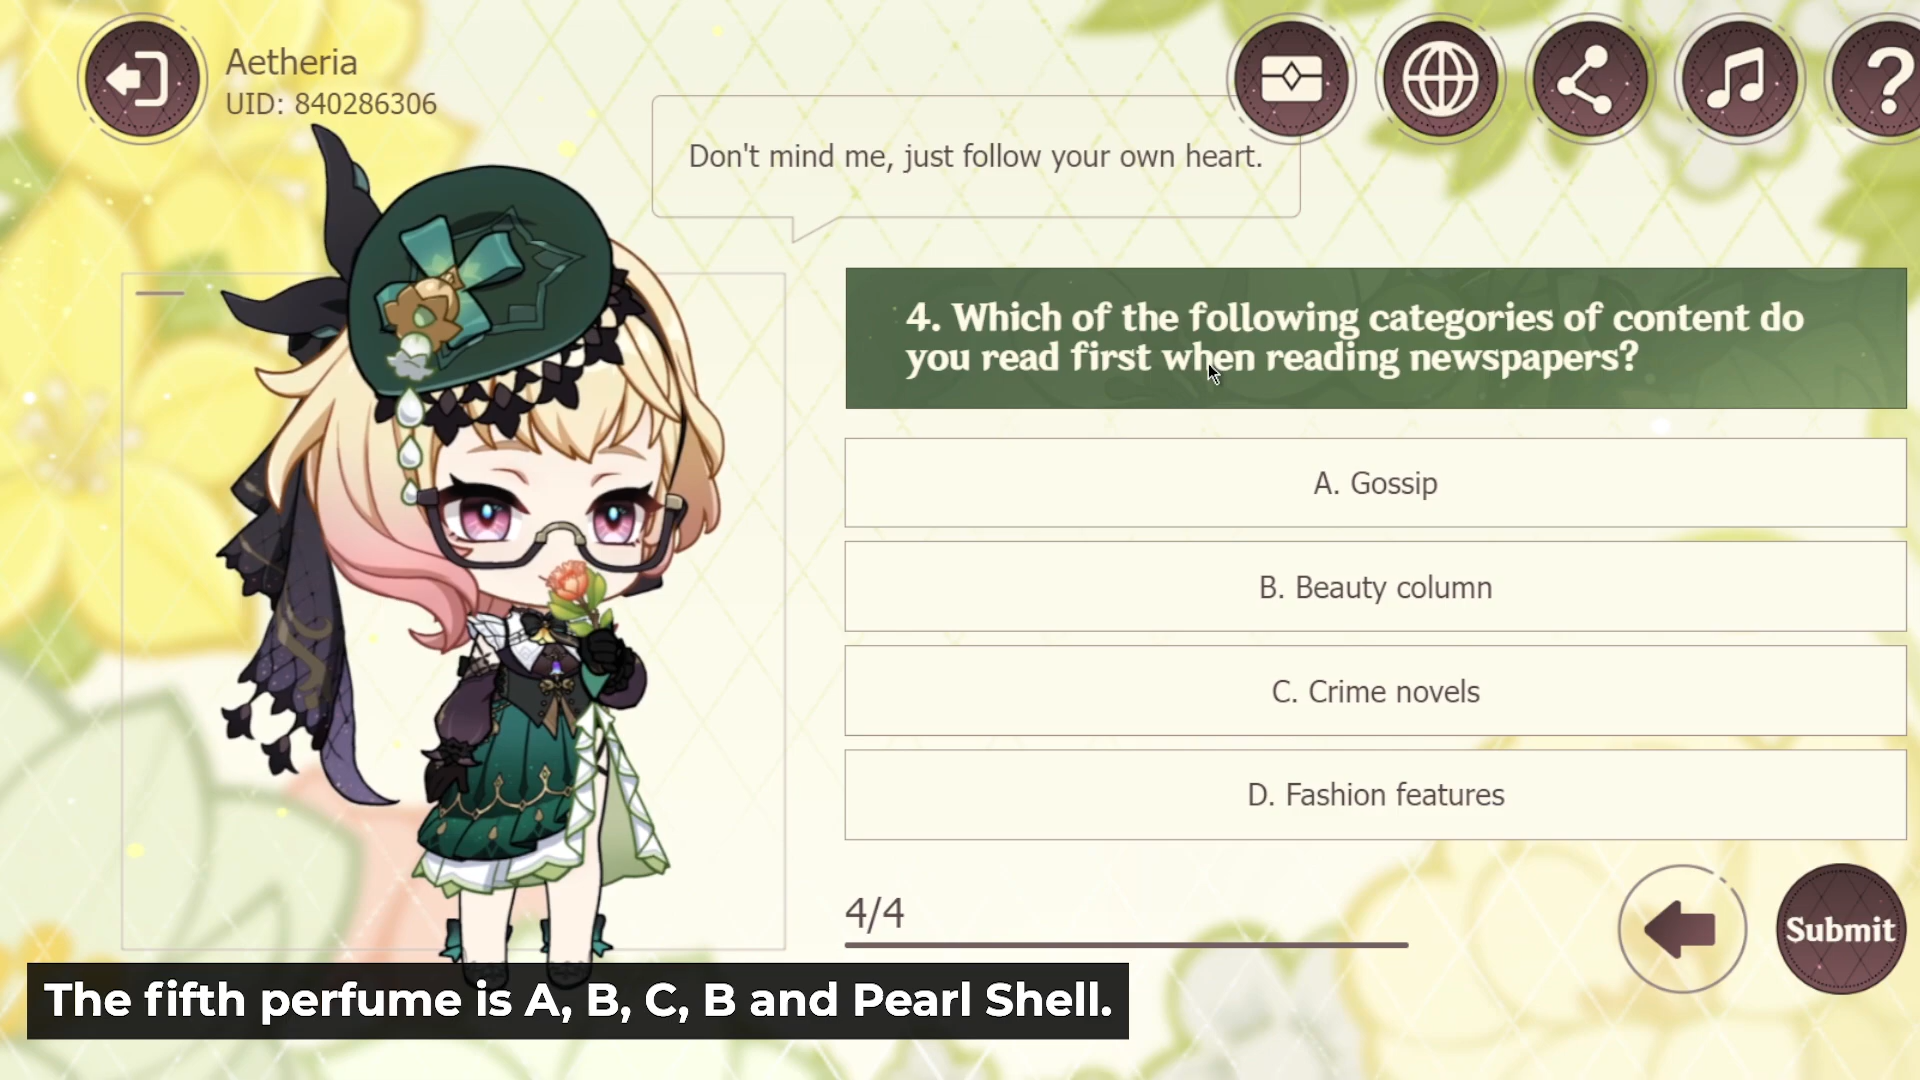 Aetheria
UID: 840286306
Don't mind me, just follow your own heart.
4. Which of the following categories of content do
you read first when reading newspapers?
A. Gossip
B. Beauty column
C. Crime novels
D. Fashion features
4/4
Submit
The fifth perfume is A, B, C, B and Pearl Shell.